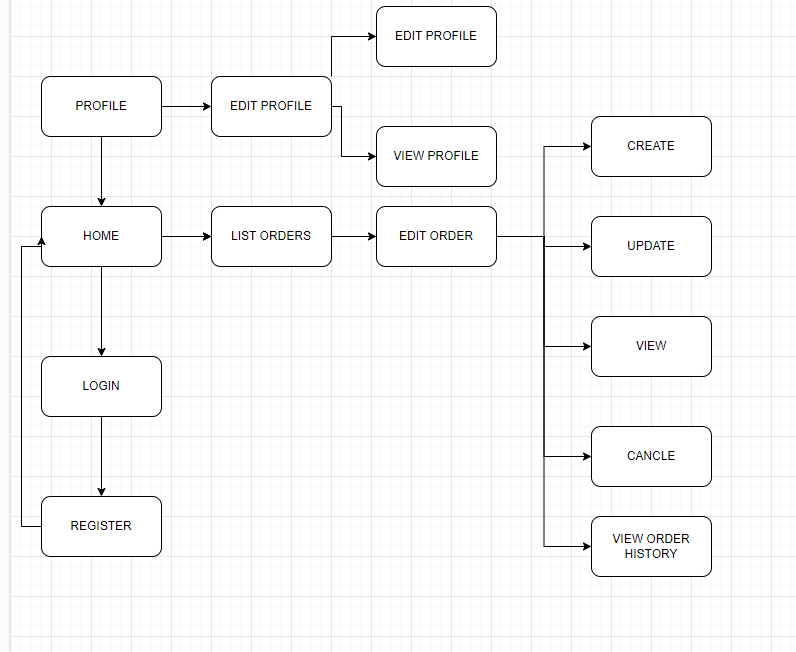 EDIT PROFILE
PROFILE
EDIT PROFILE
VIEW PROFILE
CREATE
HOME
LIST ORDERS
EDIT ORDER
UPDATE
VIEW
LOGIN
CANCLE
REGISTER
VIEW ORDER
HISTORY